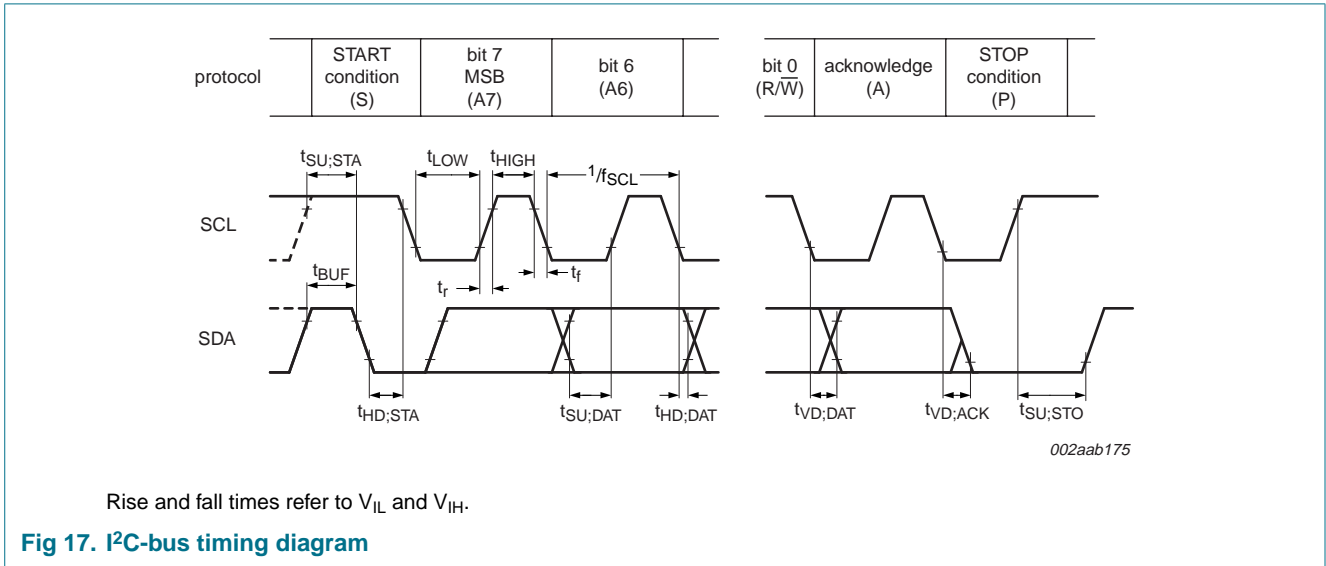 protocol
START
condition
(S)
bit 7
MSB
(A7)
bit 6
(A6)
bit 0
(R/W̅)
acknowledge
(A)
STOP
condition
(P)
tSU;STA
tLOW
tHIGH
1/fSCL
SCL
tBUF
tr
tf
SDA
tHD;STA
tSU;DAT
tHD;DAT
tVD;DAT
tVD;ACK
tSU;STO
002aab175
Rise and fall times refer to VIL and VIH.
Fig 17. I²C-bus timing diagram